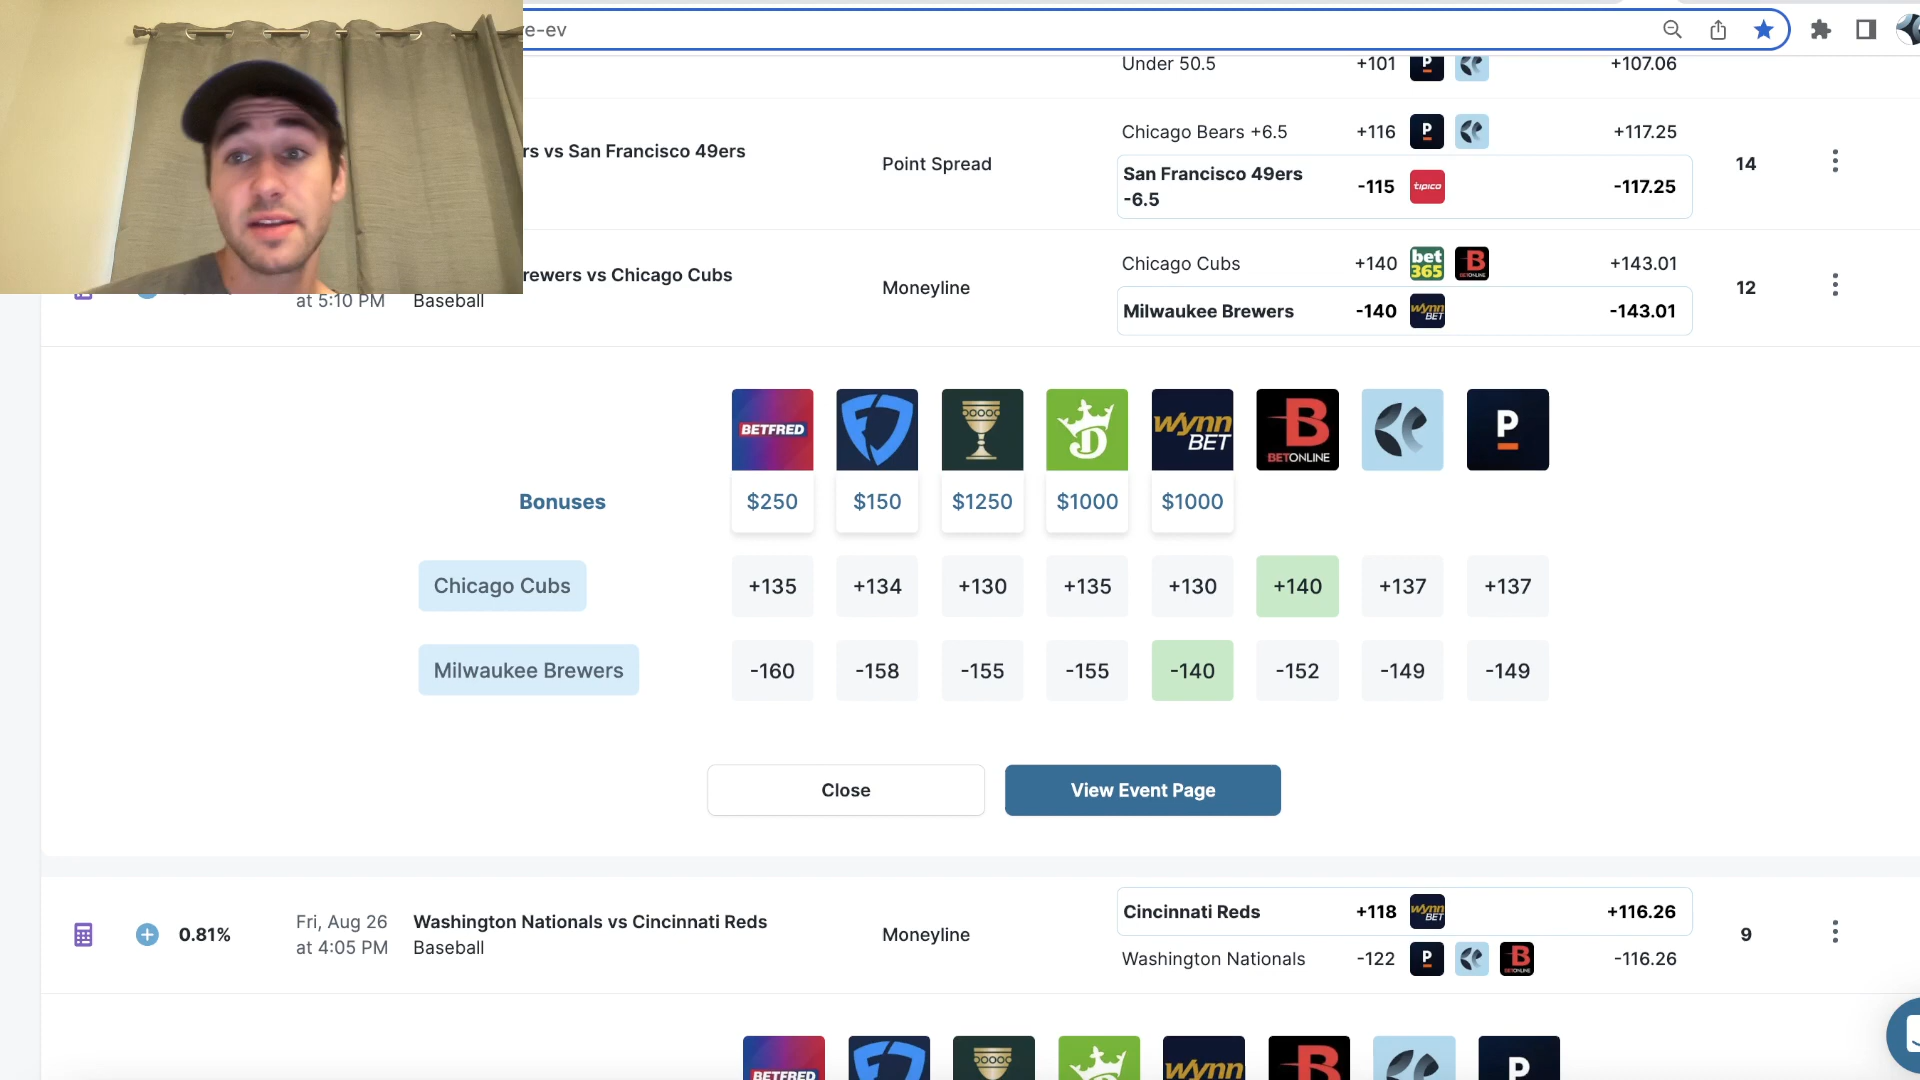 e-ev
Under 50.5 +101 P +107.06
rs vs San Francisco 49ers
Point Spread
Chicago Bears +6.5 +116 P +117.25
San Francisco 49ers
-6.5
-115 tipico -117.25
14
at 5:10 PM
rewers vs Chicago Cubs
Baseball
Moneyline
Chicago Cubs +140 bet365 B BETONLINE +143.01
Milwaukee Brewers -140 WYNN BET -143.01
12
BETFRED WYNN BET B BETONLINE P
Bonuses $250 $150 $1250 $1000 $1000
Chicago Cubs +135 +134 +130 +135 +130 +140 +137 +137
Milwaukee Brewers -160 -158 -155 -155 -140 -152 -149 -149
Close View Event Page
0.81%
Fri, Aug 26
at 4:05 PM
Washington Nationals vs Cincinnati Reds
Baseball
Moneyline
Cincinnati Reds +118 WYNN BET +116.26
Washington Nationals -122 P B BETONLINE -116.26
9
BETFRED WYNN B P